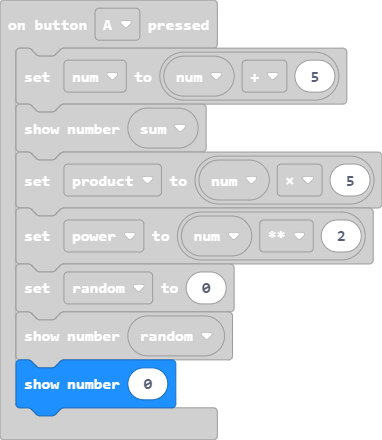 on button A pressed
set num to num + 5
show number sum
set product to num × 5
set power to num ** 2
set random to 0
show number random
show number 0